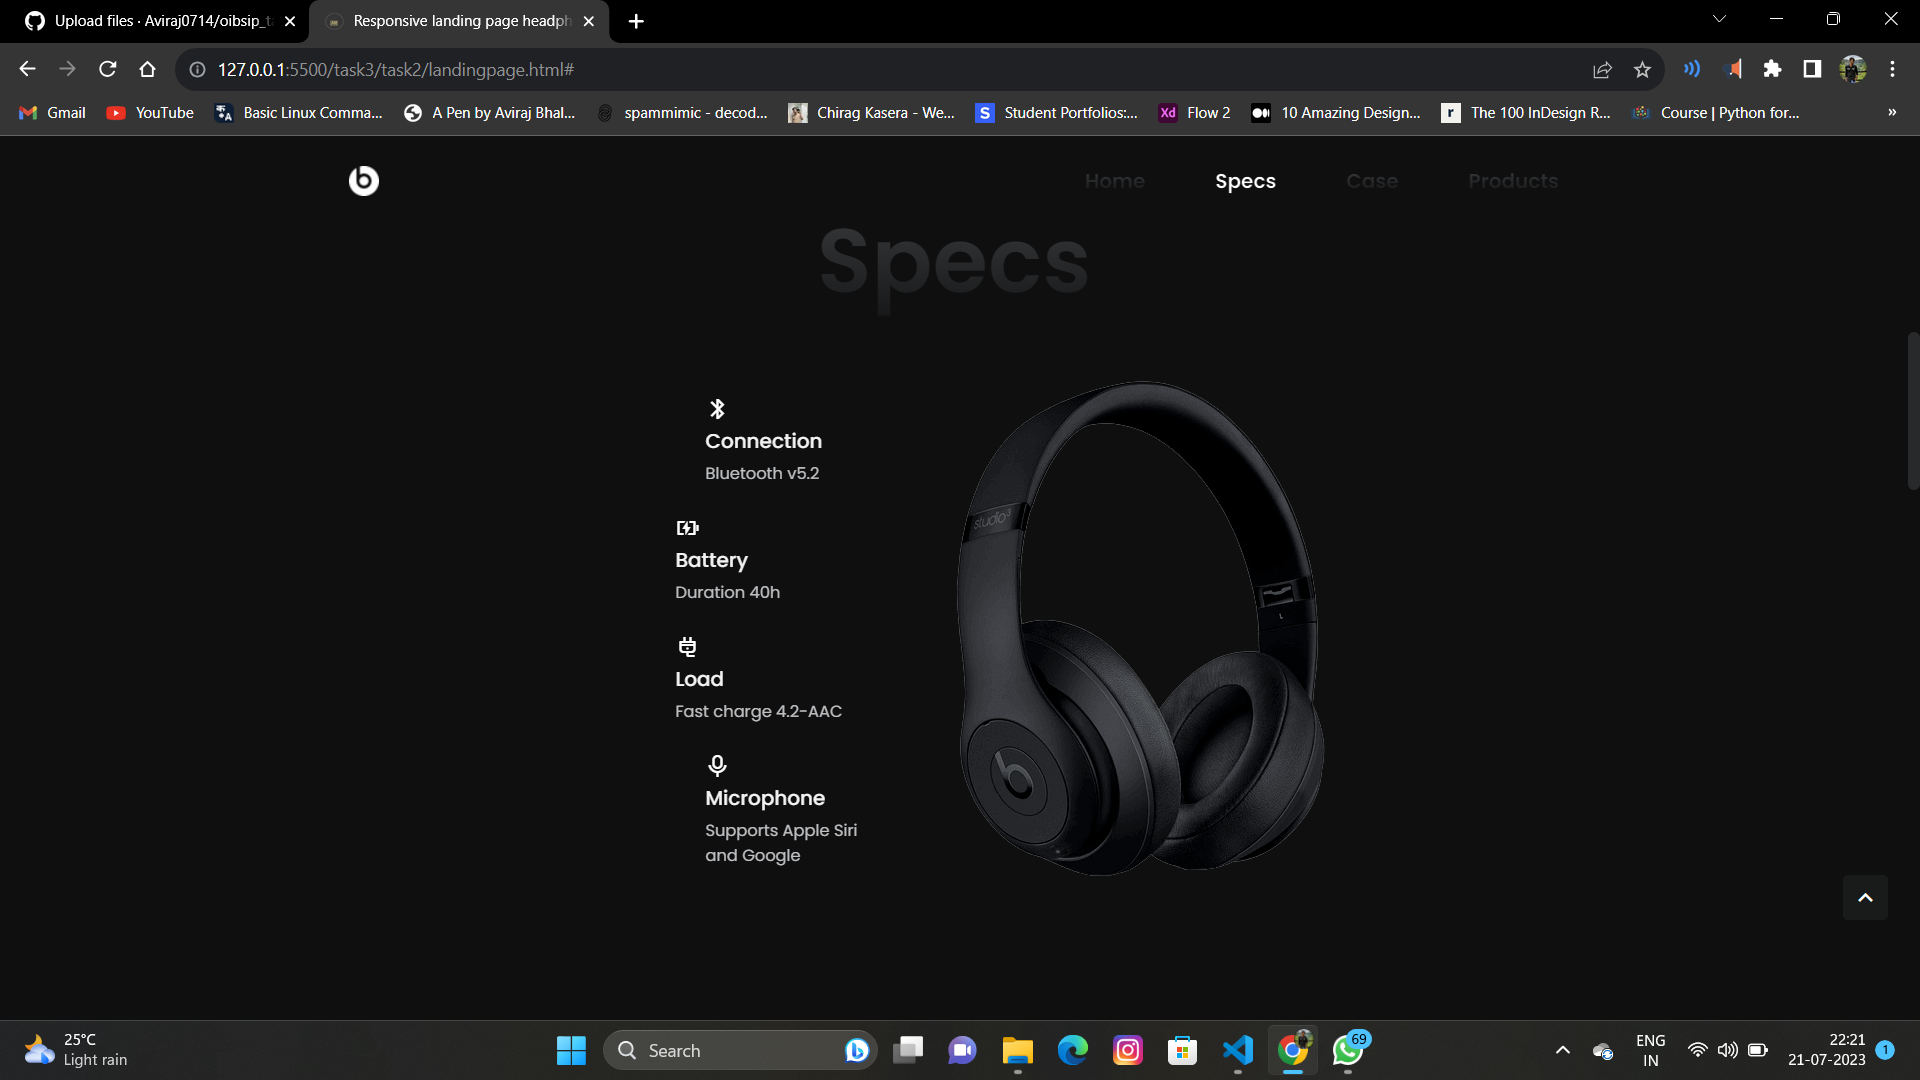 Upload files · Aviraj0714/oibsip_ta
Responsive landing page headph
127.0.0.1:5500/task3/task2/landingpage.html#
Gmail
YouTube
Basic Linux Comma...
A Pen by Aviraj Bhal...
spammimic - decod...
Chirag Kasera - We...
S
Student Portfolios:...
Xd
Flow 2
10 Amazing Design...
r
The 100 InDesign R...
Course | Python for...
»
b
Home
Specs
Case
Products
Specs
Connection
Bluetooth v5.2
Battery
Duration 40h
Load
Fast charge 4.2-AAC
Microphone
Supports Apple Siri
and Google
studio3
L
b
25°C
Light rain
Search
69
ENG
IN
22:21
21-07-2023
1